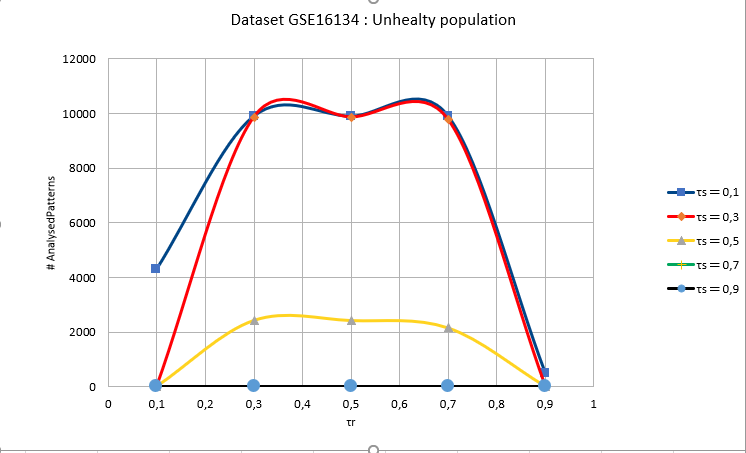 Dataset GSE16134 : Unhealty population
12000
10000
8000
6000
4000
2000
0
# AnalysedPatterns
0 0,1 0,2 0,3 0,4 0,5 0,6 0,7 0,8 0,9 1
τr
τs = 0,1
τs = 0,3
τs = 0,5
τs = 0,7
τs = 0,9